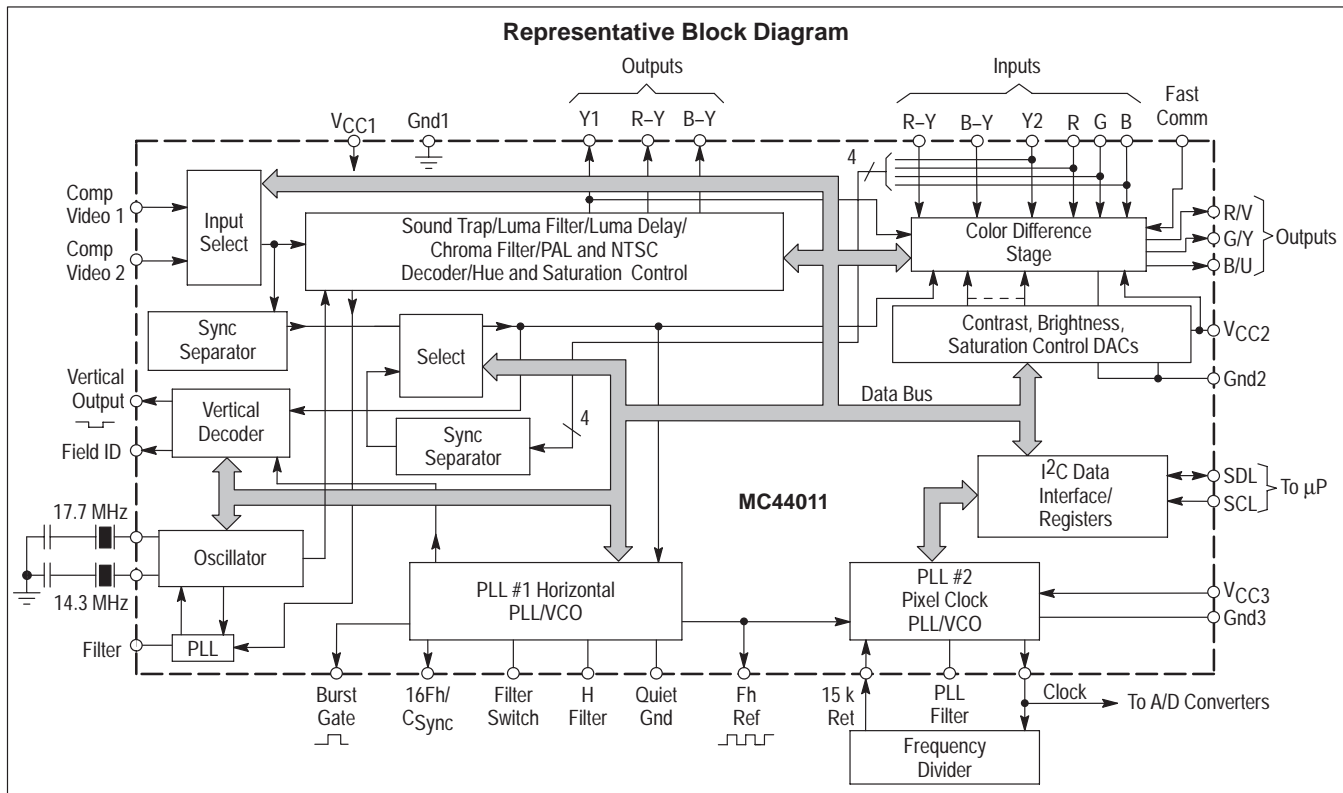 Representative Block Diagram
Outputs
Inputs
Fast
Comm
VCC1
Gnd1
Y1
R–Y
B–Y
R–Y
B–Y
Y2
R
G
B
4
Comp
Video 1
Comp
Video 2
Input
Select
Sound Trap/Luma Filter/Luma Delay/
Chroma Filter/PAL and NTSC
Decoder/Hue and Saturation Control
Color Difference
Stage
R/V
G/Y
B/U
Outputs
Sync
Separator
Select
Contrast, Brightness,
Saturation Control DACs
VCC2
Gnd2
Vertical
Output
Field ID
Vertical
Decoder
Sync
Separator
4
Data Bus
I2C Data
Interface/
Registers
SDL
SCL
To µP
MC44011
17.7 MHz
14.3 MHz
Oscillator
Filter
PLL
PLL #1 Horizontal
PLL/VCO
PLL #2
Pixel Clock
PLL/VCO
VCC3
Gnd3
Burst
Gate
16Fh/
CSync
Filter
Switch
H
Filter
Quiet
Gnd
Fh
Ref
15 k
Ret
PLL
Filter
Clock
To A/D Converters
Frequency
Divider